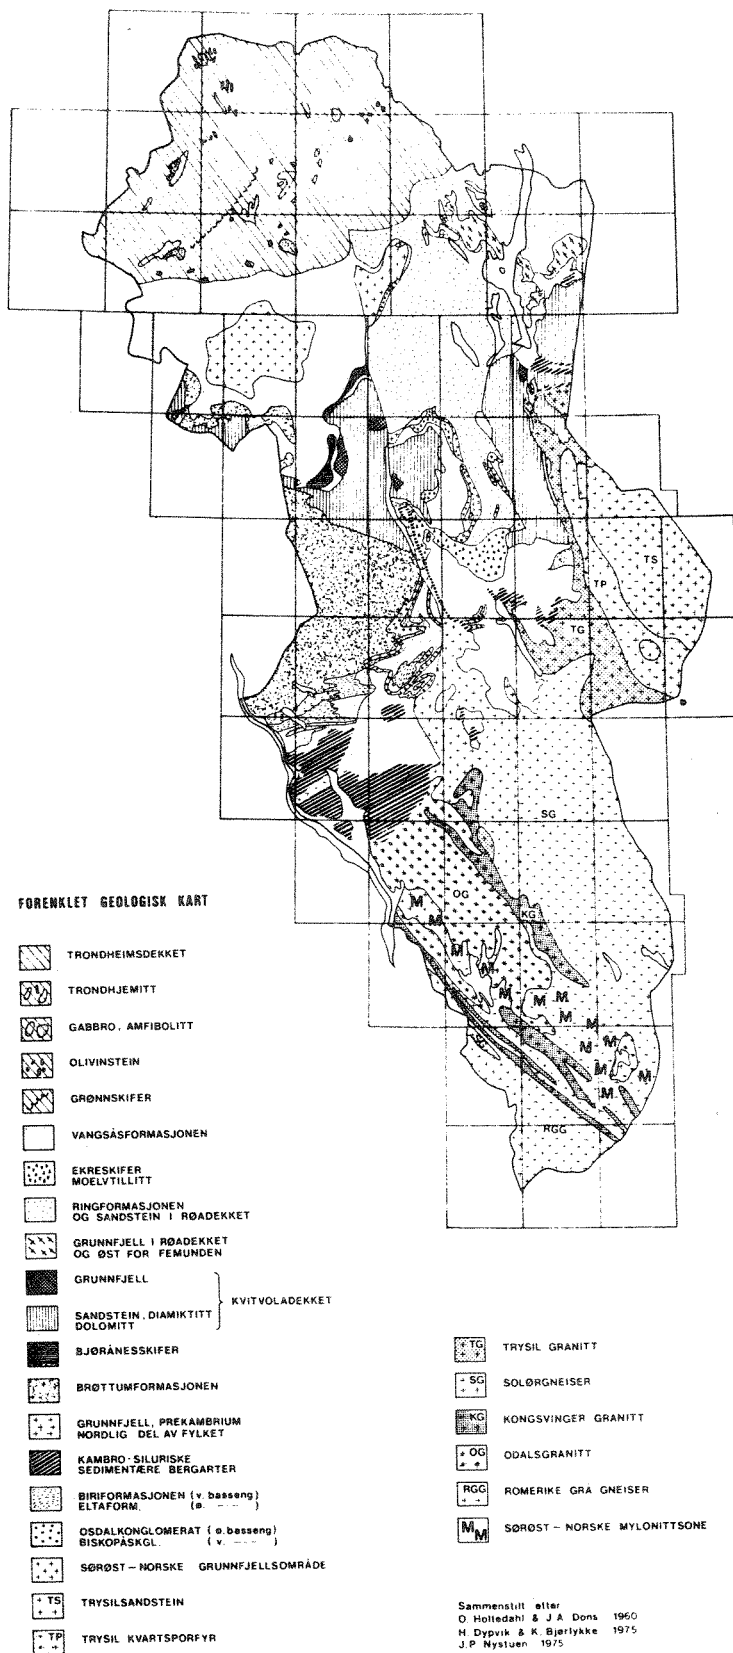 TS
TP
TG
SG
OG
KG
M
M
M
M
M
M
M
M
M
M
M
M
M
M
RGG
FORENKLET GEOLOGISK KART
TRONDHEIMSDEKKET
TRONDHJEMITT
GABBRO, AMFIBOLITT
OLIVINSTEIN
GRØNNSKIFER
VANGSÅSFORMASJONEN
EKRESKIFER
MOELVTILLITT
RINGFORMASJONEN
OG SANDSTEIN I RØADEKKET
GRUNNFJELL I RØADEKKET
OG ØST FOR FEMUNDEN
GRUNNFJELL
KVITVOLADEKKET
SANDSTEIN, DIAMIKTITT
DOLOMITT
BJØRÅNESSKIFER
BRØTTUMFORMASJONEN
GRUNNFJELL, PREKAMBRIUM
NORDLIG DEL AV FYLKET
KAMBRO-SILURISKE
SEDIMENTÆRE BERGARTER
BIRIFORMASJONEN (v. basseng)
ELTAFORM. (ø. — — —)
OSDALKONGLOMERAT (ø. basseng)
BISKOPÅSKGL. (v. — — —)
SØRØST-NORSKE GRUNNFJELLSOMRÅDE
TS TRYSILSANDSTEIN
TP TRYSIL KVARTSPORFYR
TG TRYSIL GRANITT
SG SOLØRGNEISER
KG KONGSVINGER GRANITT
OG ODALSGRANITT
RGG ROMERIKE GRÅ GNEISER
M M SØRØST-NORSKE MYLONITTSONE
Sammenstilt etter
O. Holtedahl & J.A. Dons 1960
H. Dypvik & K. Bjørlykke 1975
J.P. Nystuen 1975